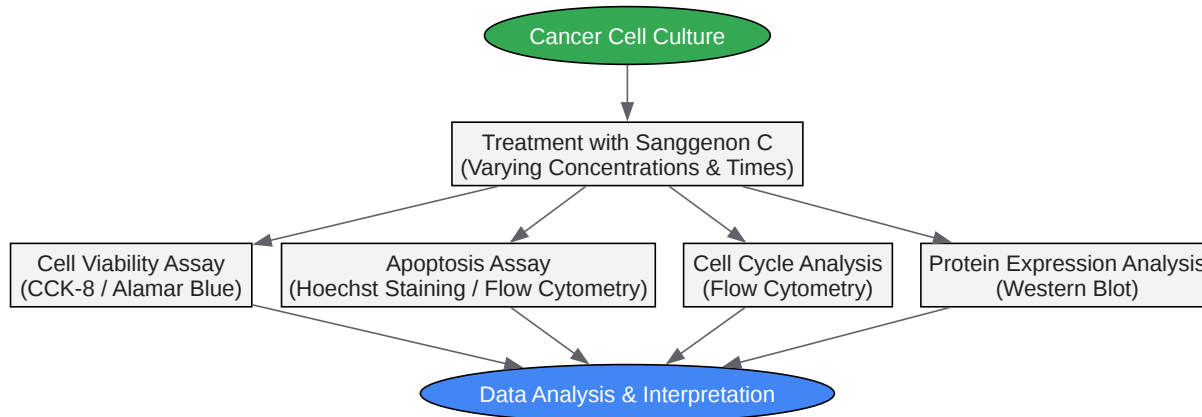 Cancer Cell Culture
Treatment with Sanggenon C
(Varying Concentrations & Times)
Cell Viability Assay
(CCK-8 / Alamar Blue)
Apoptosis Assay
(Hoechst Staining / Flow Cytometry)
Cell Cycle Analysis
(Flow Cytometry)
Protein Expression Analysis
(Western Blot)
Data Analysis & Interpretation